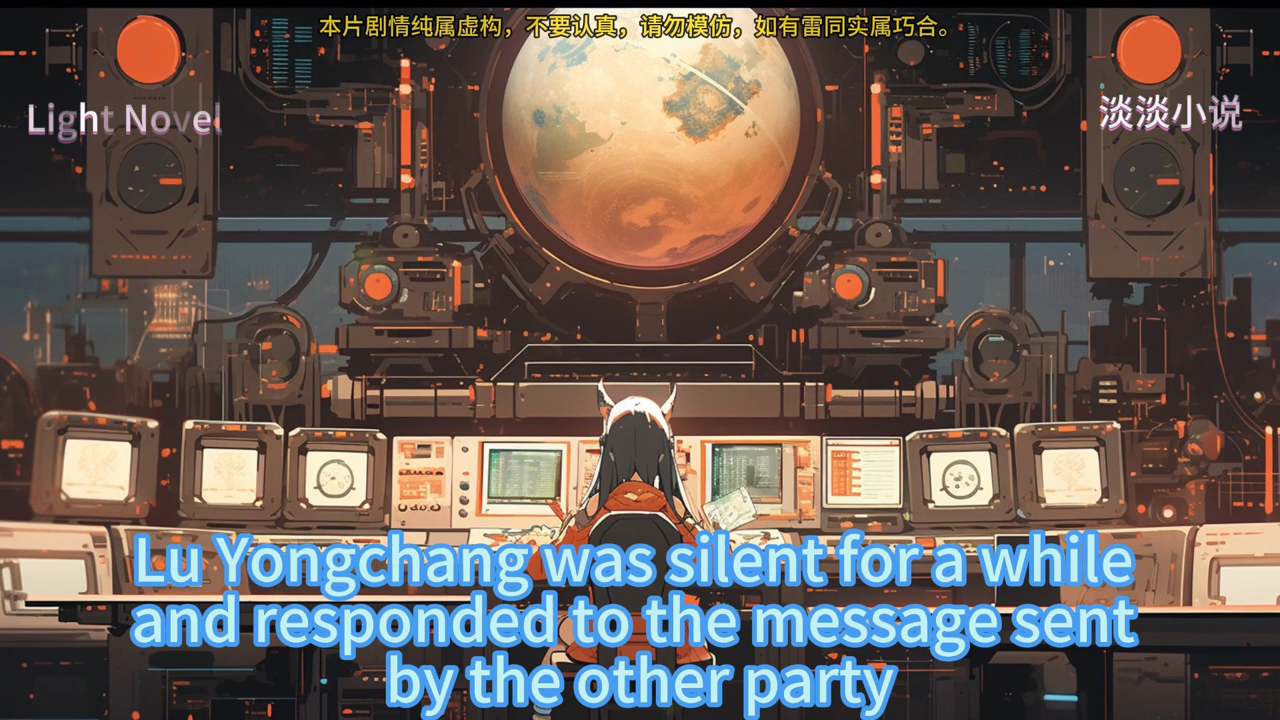 本片剧情纯属虚构，不要认真，请勿模仿，如有雷同实属巧合。
Light Novel
淡淡小说
Lu Yongchang was silent for a while
and responded to the message sent
by the other party